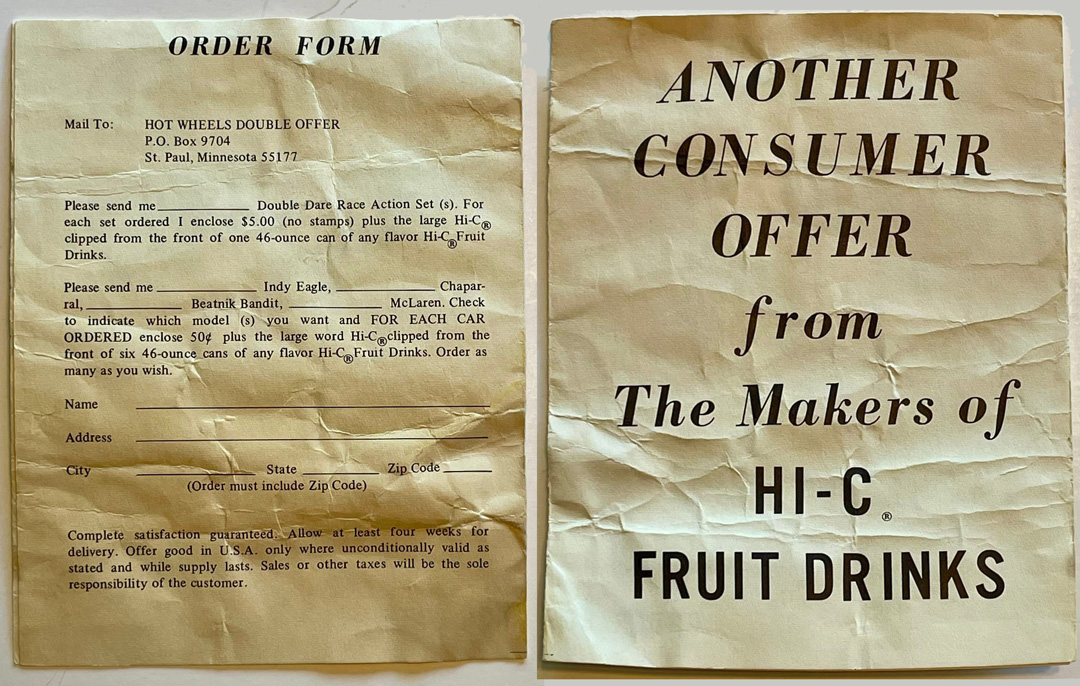 ORDER FORM
Mail To: HOT WHEELS DOUBLE OFFER
P.O. Box 9704
St. Paul, Minnesota 55177
Please send me____________ Double Dare Race Action Set (s). For
each set ordered I enclose $5.00 (no stamps) plus the large Hi-C®
clipped from the front of one 46-ounce can of any flavor Hi-C®Fruit
Drinks.
Please send me ____________ Indy Eagle, ____________ Chapar-
ral, ____________ Beatnik Bandit, ____________ McLaren. Check
to indicate which model (s) you want and FOR EACH CAR
ORDERED enclose 50¢ plus the large word Hi-C®clipped from the
front of six 46-ounce cans of any flavor Hi-C®Fruit Drinks. Order as
many as you wish.
Name ____________
Address ____________
City ____________ State ____________ Zip Code ____________
(Order must include Zip Code)
Complete satisfaction guaranteed. Allow at least four weeks for
delivery. Offer good in U.S.A. only where unconditionally valid as
stated and while supply lasts. Sales or other taxes will be the sole
responsibility of the customer.
ANOTHER
CONSUMER
OFFER
from
The Makers of
HI-C®
FRUIT DRINKS